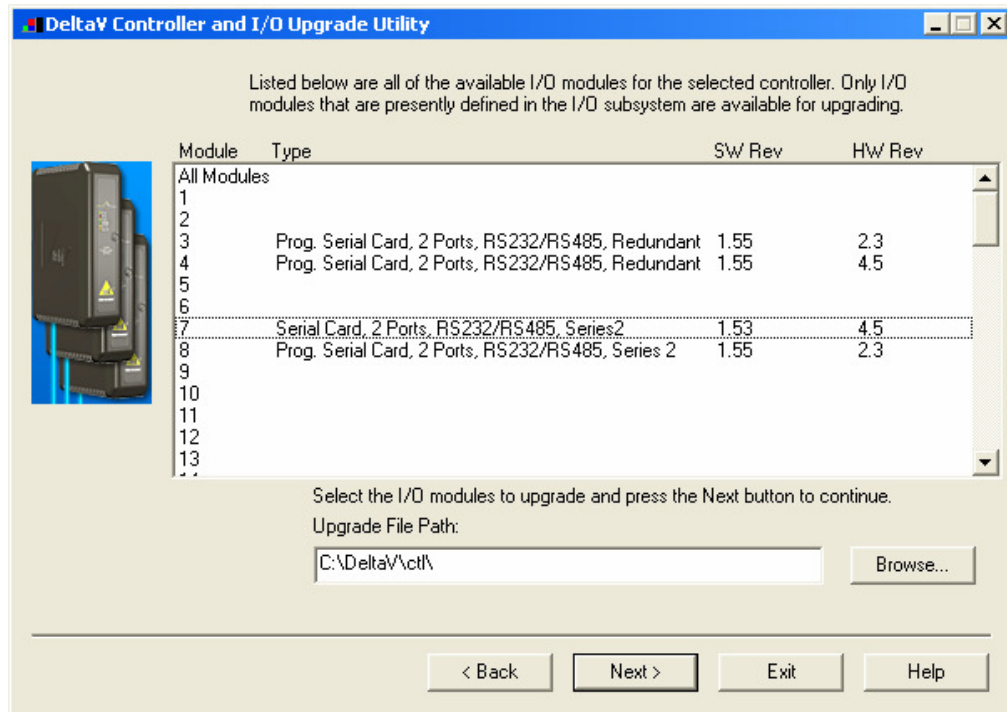 DeltaV Controller and I/O Upgrade Utility
Listed below are all of the available I/O modules for the selected controller. Only I/O
modules that are presently defined in the I/O subsystem are available for upgrading.
Module Type SW Rev HW Rev
All Modules
1
2
3 Prog. Serial Card, 2 Ports, RS232/RS485, Redundant 1.55 2.3
4 Prog. Serial Card, 2 Ports, RS232/RS485, Redundant 1.55 4.5
5
6
7 Serial Card, 2 Ports, RS232/RS485, Series2 1.53 4.5
8 Prog. Serial Card, 2 Ports, RS232/RS485, Series 2 1.55 2.3
9
10
11
12
13
Select the I/O modules to upgrade and press the Next button to continue.
Upgrade File Path:
C:\DeltaV\ctl\
Browse...
< Back Next > Exit Help